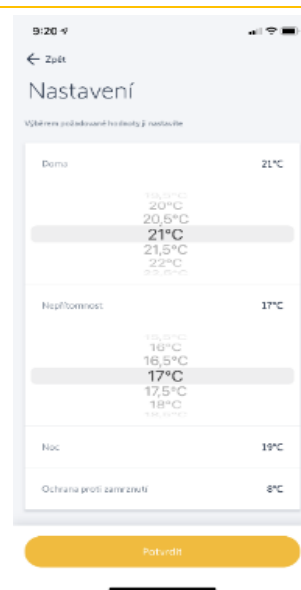 9:20
← Zpět
Nastavení
Výběrem požadované hodnoty ji nastavíte
Doma 21°C
20°C
20,5°C
21°C
21,5°C
22°C
Nepřítomnost 17°C
16°C
16,5°C
17°C
17,5°C
18°C
Noc 19°C
Ochrana proti zamrznutí 8°C
Potvrdit